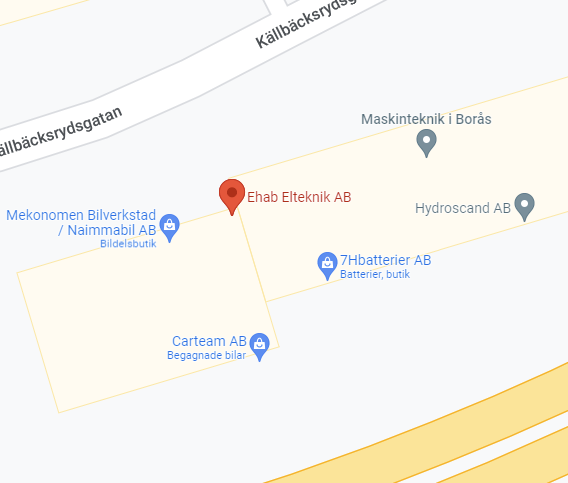 Källbäcksrydsgatan
Källbäcksrydsgatan
Maskinteknik i Borås
Ehab Elteknik AB
Hydroscand AB
Mekonomen Bilverkstad
/ Naimmabil AB
Bildelsbutik
7Hbatterier AB
Batterier, butik
Carteam AB
Begagnade bilar